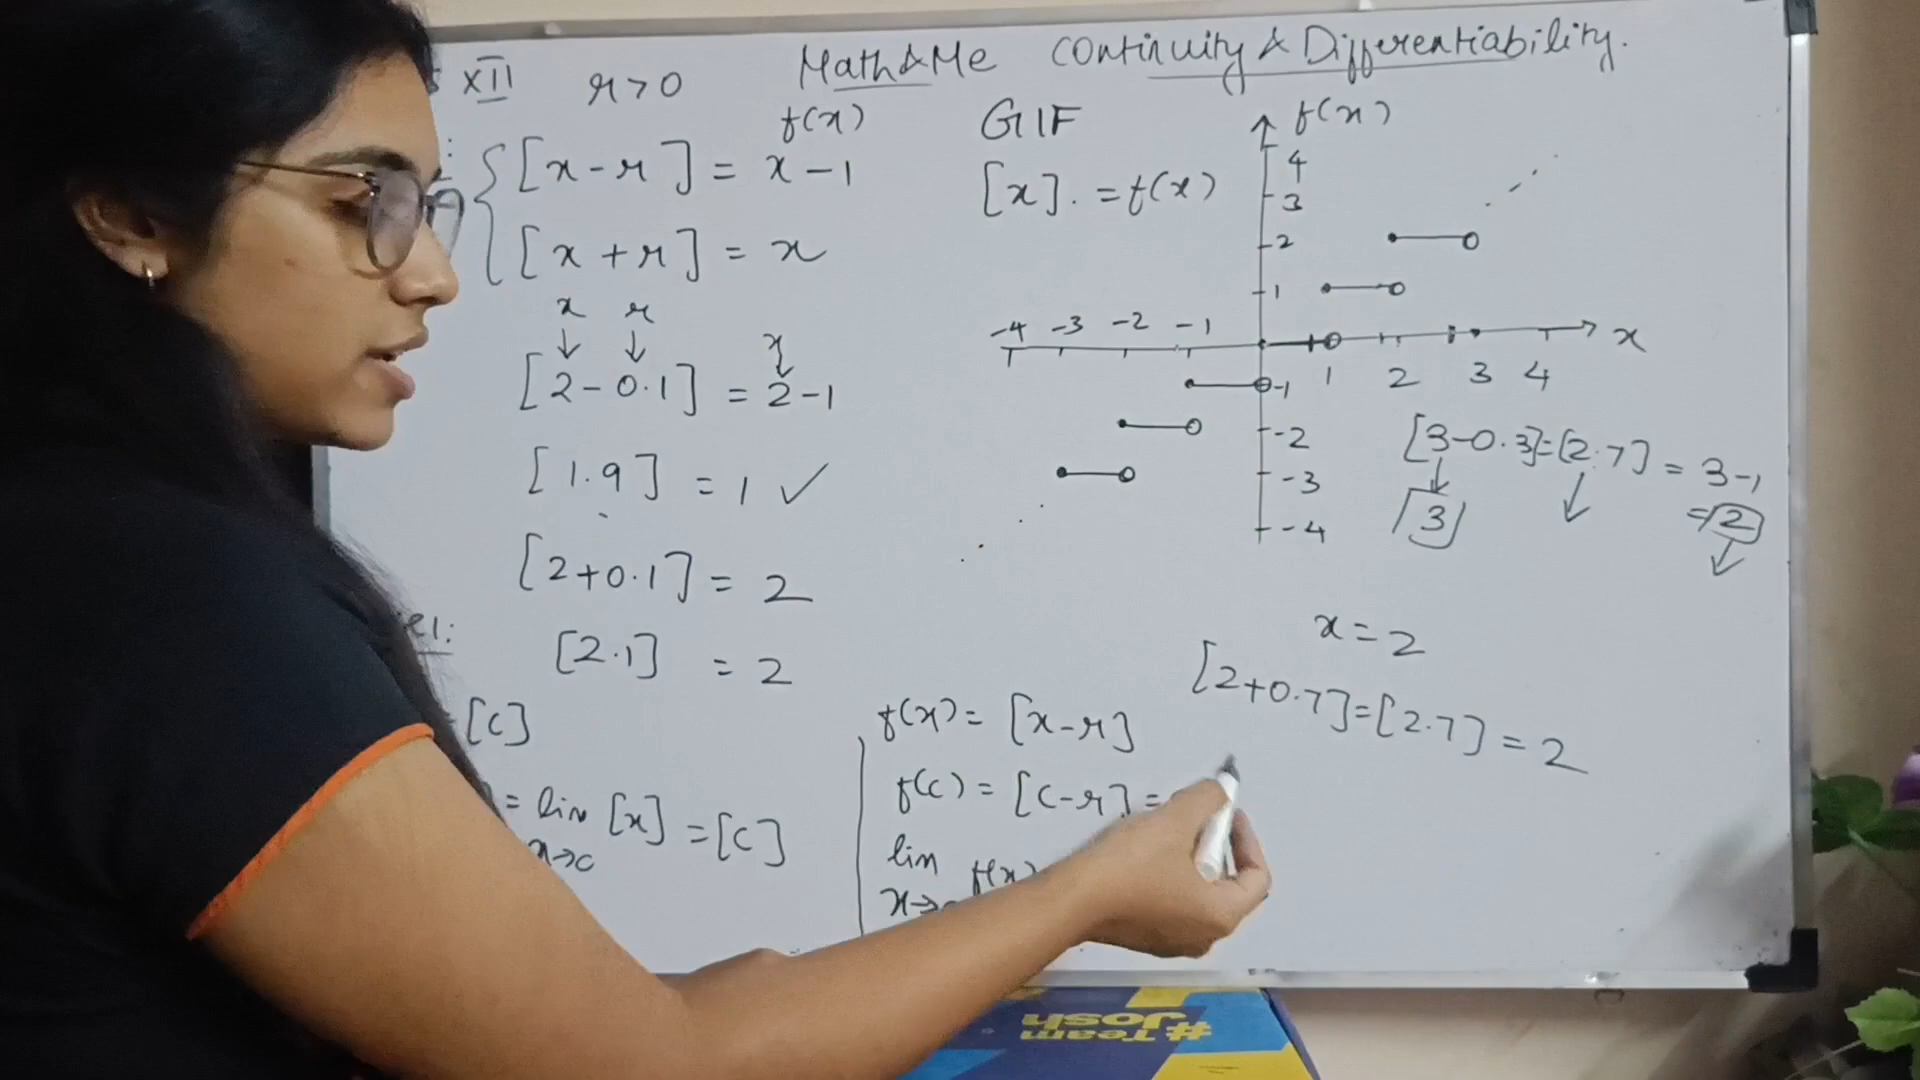 XII r>0 Math&Me Continuity & Differentiability.
f(x)
[x-r] = x-1
[x+r] = x
x r
↓ ↓ x
↓
[2-0.1] = 2-1
[1.9] = 1 ✓
[2+0.1] = 2
[2.1] = 2
[c]
= lim [x] = [c]
x→c
GIF
[x]. = f(x)
f(x)
4
3
2
1
-4 -3 -2 -1
x
1 2 3 4
-1
-2
-3
-4
[3-0.3]=[2.7] = 3-1
3 =2
x=2
[2+0.7]=[2.7] = 2
f(x) = [x-r]
f(c) = [c-r] =
lim f(x)
x→
#Team
Josh